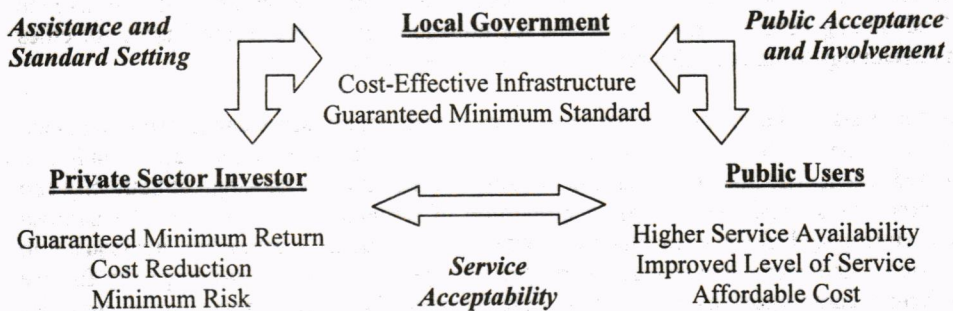 Assistance and
Standard Setting
Local Government
Public Acceptance
and Involvement
Cost-Effective Infrastructure
Guaranteed Minimum Standard
Private Sector Investor
Public Users
Guaranteed Minimum Return
Cost Reduction
Minimum Risk
Service
Acceptability
Higher Service Availability
Improved Level of Service
Affordable Cost